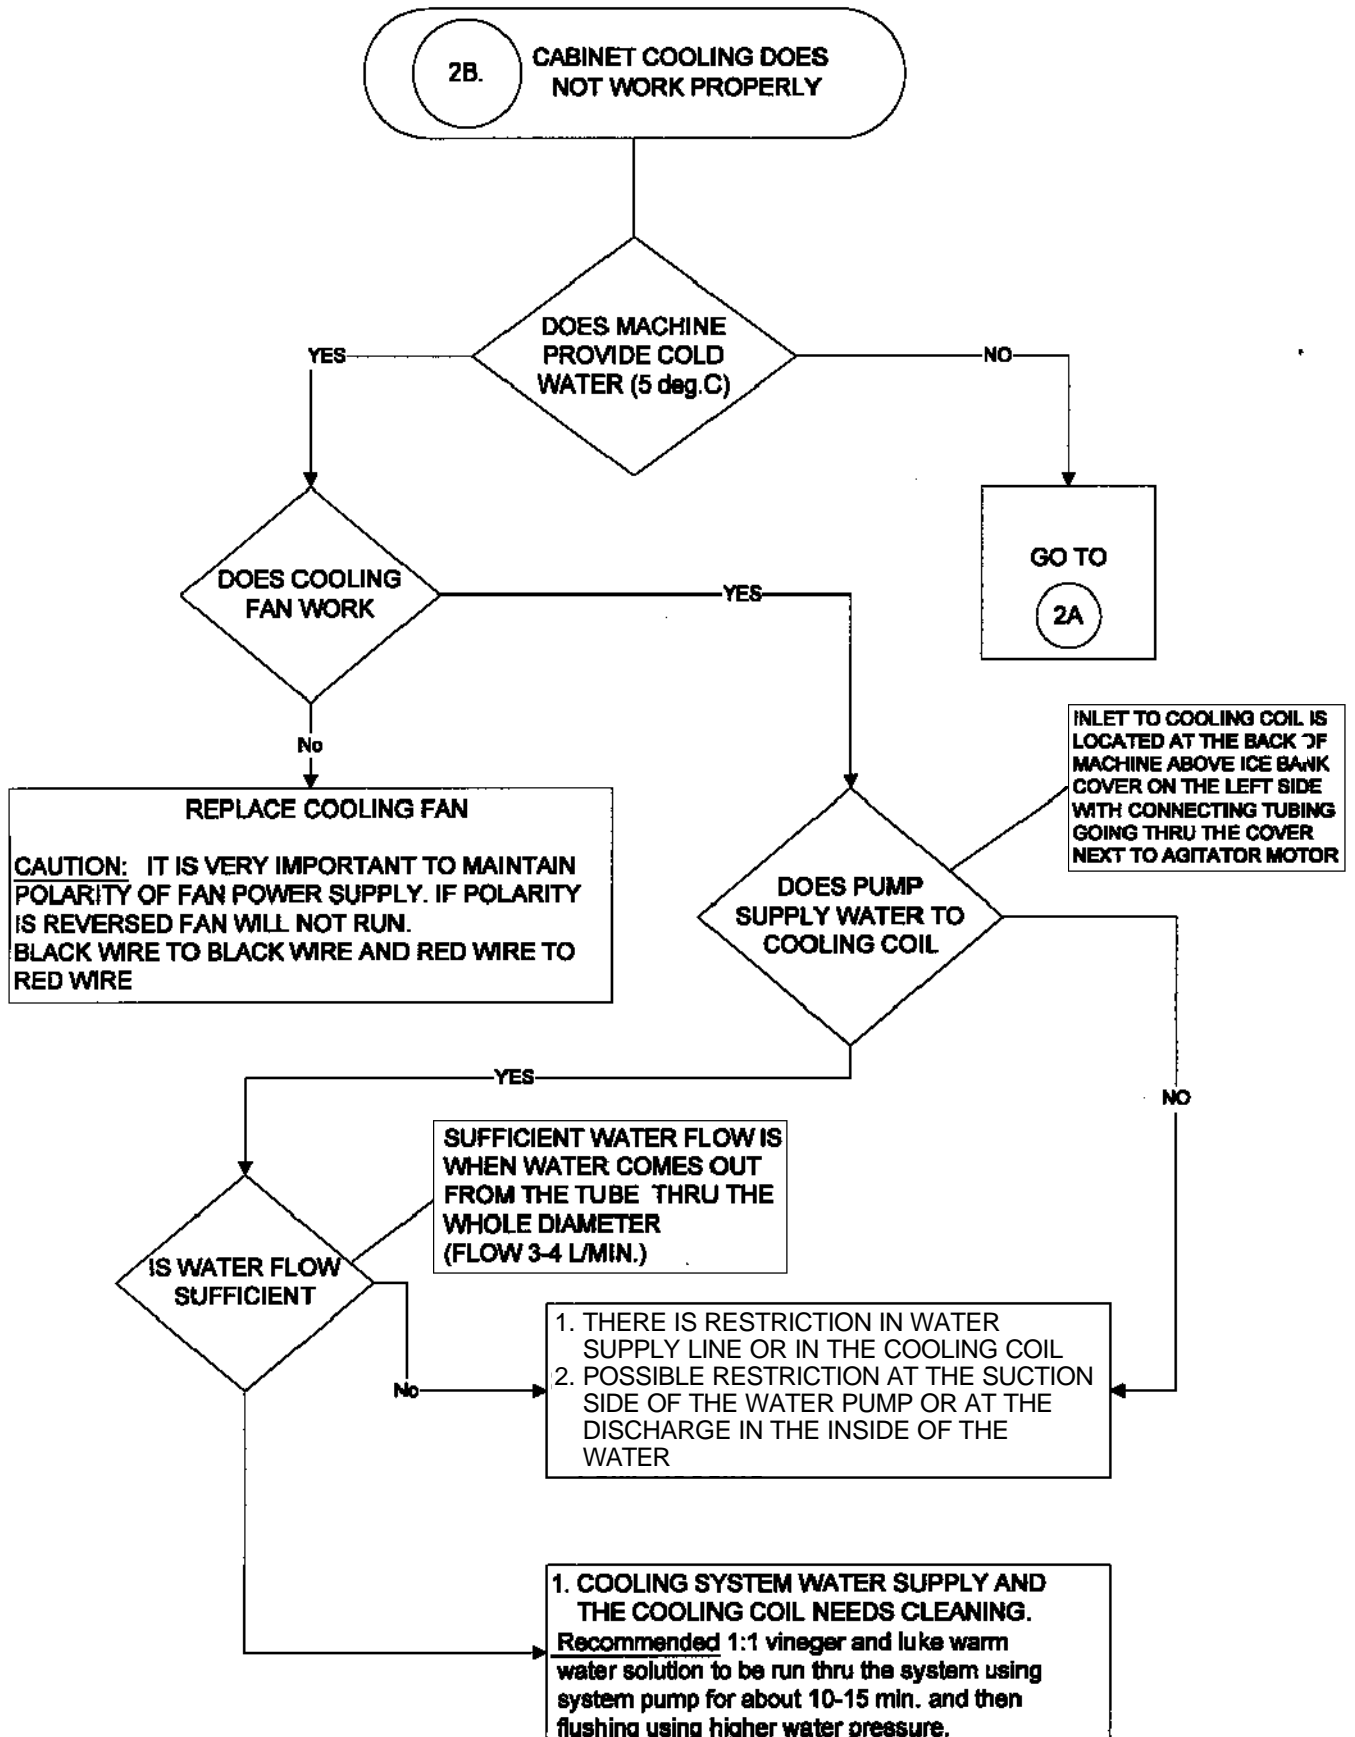 2B.
CABINET COOLING DOES
NOT WORK PROPERLY
DOES MACHINE
PROVIDE COLD
WATER (5 deg.C)
YES
NO
GO TO
2A
DOES COOLING
FAN WORK
YES
No
REPLACE COOLING FAN
CAUTION: IT IS VERY IMPORTANT TO MAINTAIN
POLARITY OF FAN POWER SUPPLY. IF POLARITY
IS REVERSED FAN WILL NOT RUN.
BLACK WIRE TO BLACK WIRE AND RED WIRE TO
RED WIRE
INLET TO COOLING COIL IS
LOCATED AT THE BACK OF
MACHINE ABOVE ICE BANK
COVER ON THE LEFT SIDE
WITH CONNECTING TUBING
GOING THRU THE COVER
NEXT TO AGITATOR MOTOR
DOES PUMP
SUPPLY WATER TO
COOLING COIL
YES
NO
SUFFICIENT WATER FLOW IS
WHEN WATER COMES OUT
FROM THE TUBE THRU THE
WHOLE DIAMETER
(FLOW 3-4 L/MIN.)
IS WATER FLOW
SUFFICIENT
No
1. THERE IS RESTRICTION IN WATER
SUPPLY LINE OR IN THE COOLING COIL
2. POSSIBLE RESTRICTION AT THE SUCTION
SIDE OF THE WATER PUMP OR AT THE
DISCHARGE IN THE INSIDE OF THE
WATER
1. COOLING SYSTEM WATER SUPPLY AND
THE COOLING COIL NEEDS CLEANING.
Recommended 1:1 vineger and luke warm
water solution to be run thru the system using
system pump for about 10-15 min. and then
flushing using higher water pressure.